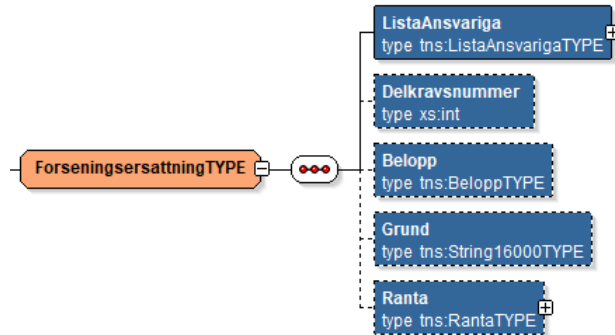 ListaAnsvariga
type tns:ListaAnsvarigaTYPE
Delkravsnummer
type xs:int
ForseningsersattningTYPE
Belopp
type tns:BeloppTYPE
Grund
type tns:String16000TYPE
Ranta
type tns:RantaTYPE